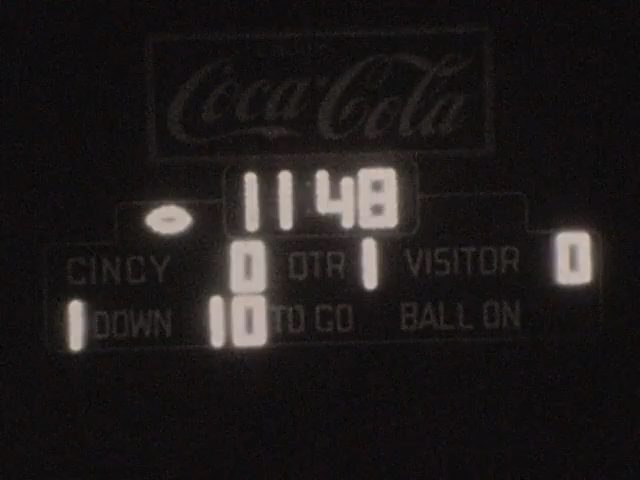 Coca-Cola
11 48
CINCY 0 QTR 1 VISITOR 0
1 DOWN 10 TO GO BALL ON